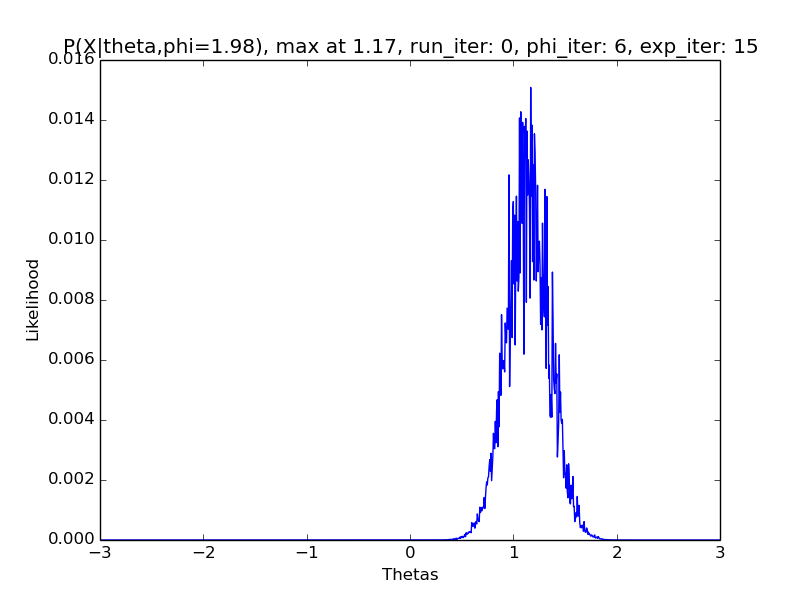 P(X|theta,phi=1.98), max at 1.17, run_iter: 0, phi_iter: 6, exp_iter: 15
0.016
0.014
0.012
0.010
0.008
0.006
0.004
0.002
0.000
Likelihood
−3 −2 −1 0 1 2 3
Thetas